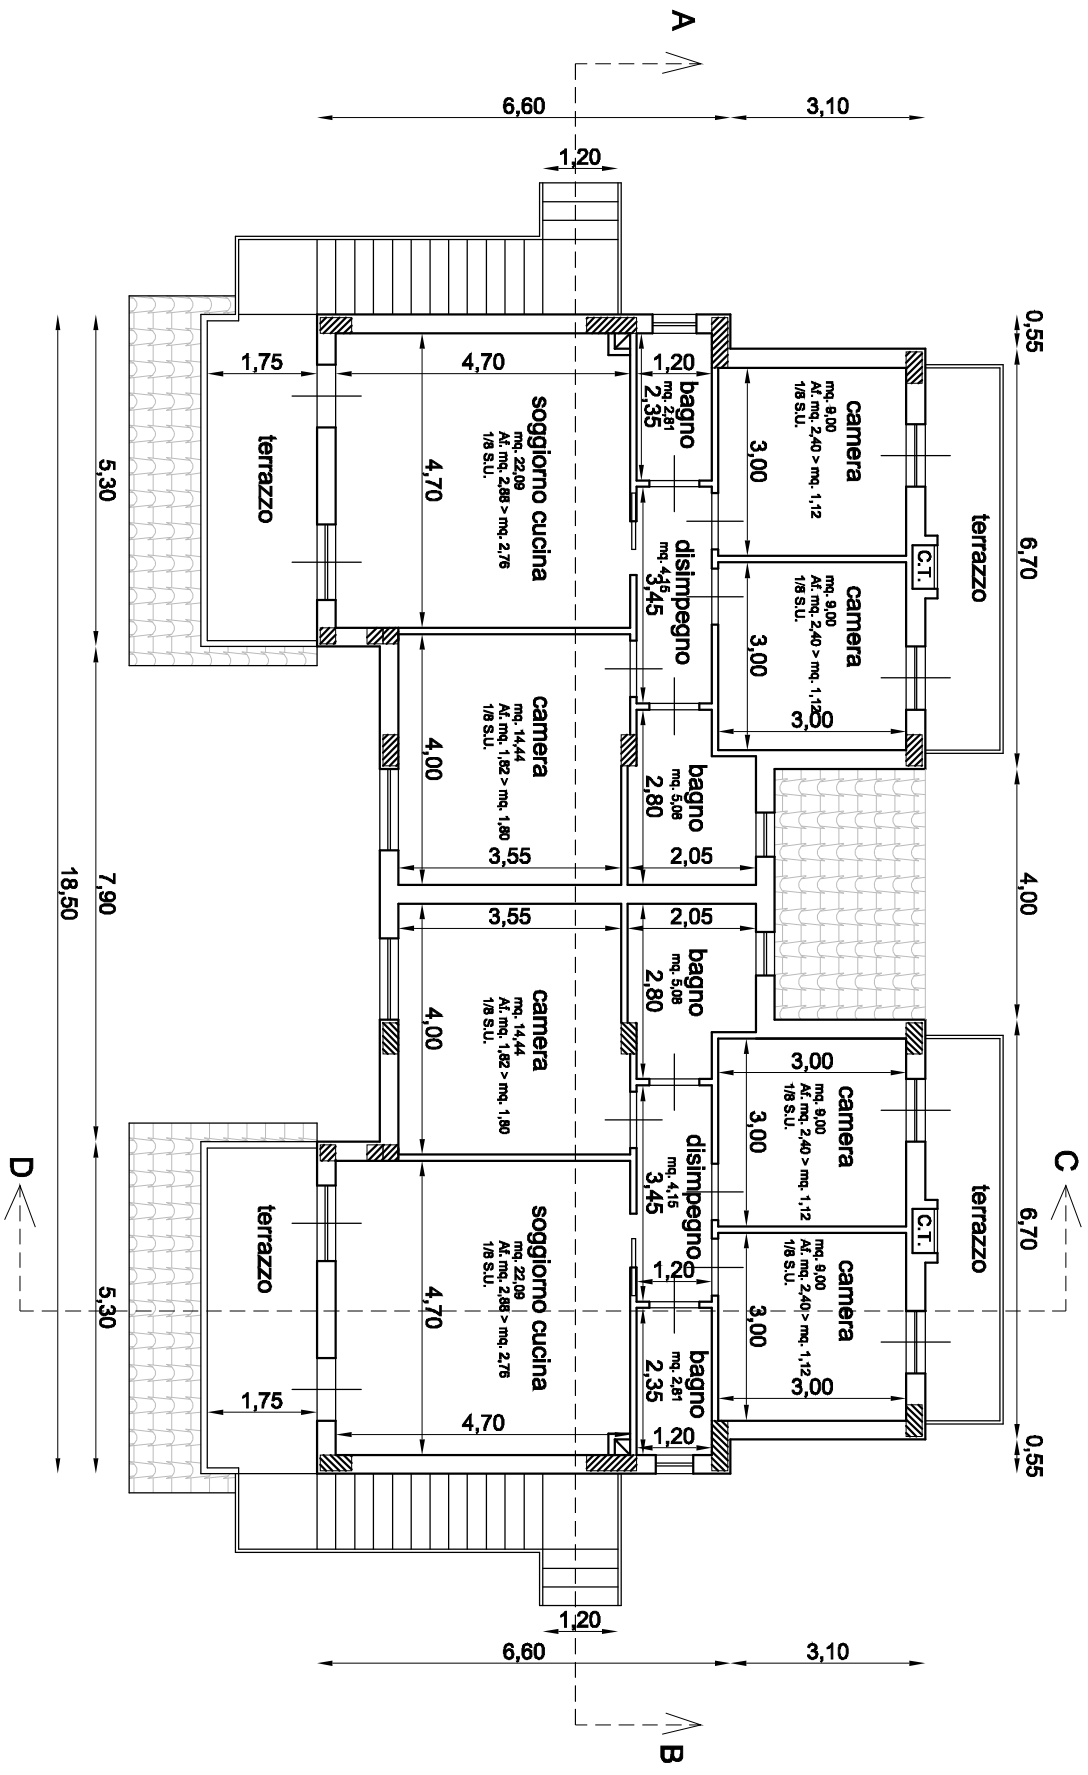 A
6,60
3,10
1,20
0,55
6,70
4,00
6,70
0,55
terrazzo
C.T.
terrazzo
C.T.
camera
mq. 9,00
Af. mq. 2,40 > mq. 1,12
1/8 S.U.
3,00
camera
mq. 9,00
Af. mq. 2,40 > mq. 1,12
1/8 S.U.
3,00
3,00
camera
mq. 9,00
Af. mq. 2,40 > mq. 1,12
1/8 S.U.
3,00
3,00
camera
mq. 9,00
Af. mq. 2,40 > mq. 1,12
1/8 S.U.
3,00
3,00
bagno
mq. 2,81
2,35
1,20
disimpegno
mq. 4,15
3,45
bagno
mq. 5,08
2,80
2,05
bagno
mq. 5,08
2,80
2,05
disimpegno
mq. 4,15
3,45
1,20
bagno
mq. 2,81
2,35
1,20
soggiorno cucina
mq. 22,09
Af. mq. 2,88 > mq. 2,76
1/8 S.U.
4,70
4,70
camera
mq. 14,44
Af. mq. 1,82 > mq. 1,80
1/8 S.U.
4,00
3,55
camera
mq. 14,44
Af. mq. 1,82 > mq. 1,80
1/8 S.U.
4,00
3,55
soggiorno cucina
mq. 22,09
Af. mq. 2,88 > mq. 2,76
1/8 S.U.
4,70
4,70
terrazzo
1,75
terrazzo
1,75
5,30
7,90
5,30
18,50
1,20
6,60
3,10
B
C
D